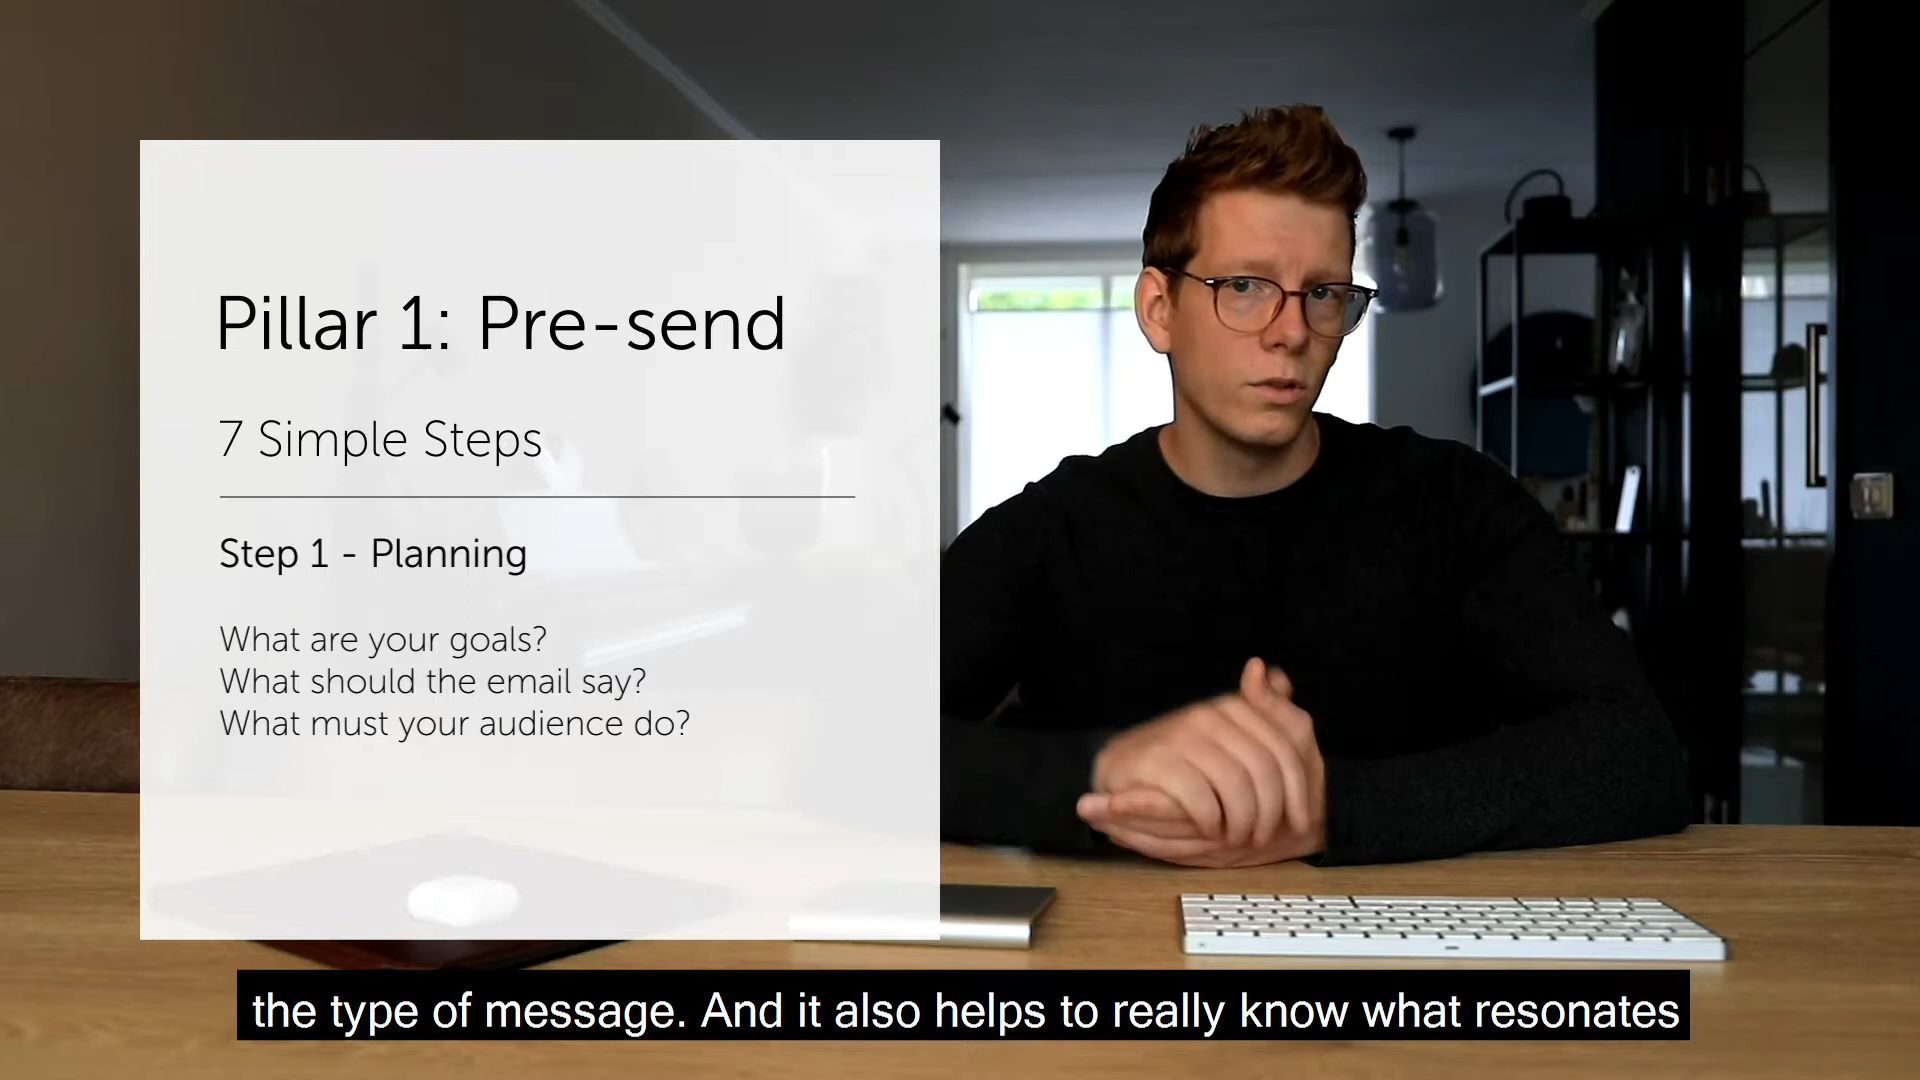 Pillar 1: Pre-send
7 Simple Steps
Step 1 - Planning
What are your goals?
What should the email say?
What must your audience do?
the type of message. And it also helps to really know what resonates